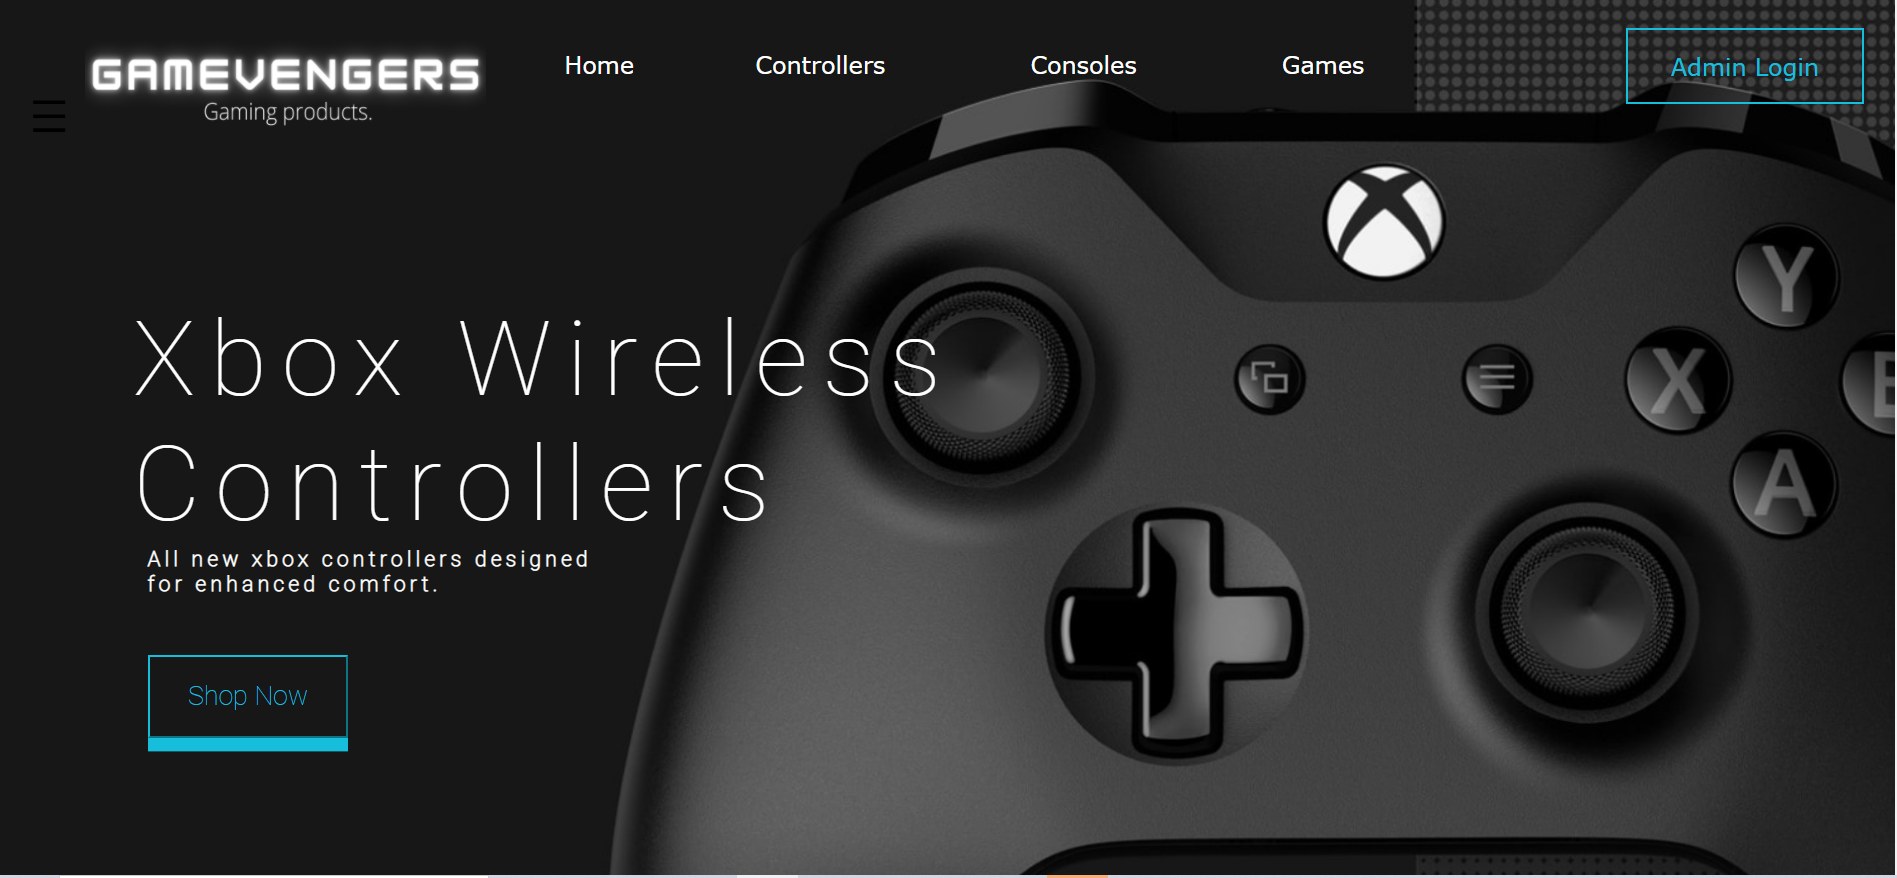 GAMEVENGERS
Gaming products.
Home
Controllers
Consoles
Games
Admin Login
Xbox Wireless
Controllers
All new xbox controllers designed
for enhanced comfort.
Shop Now
Y
X
B
A